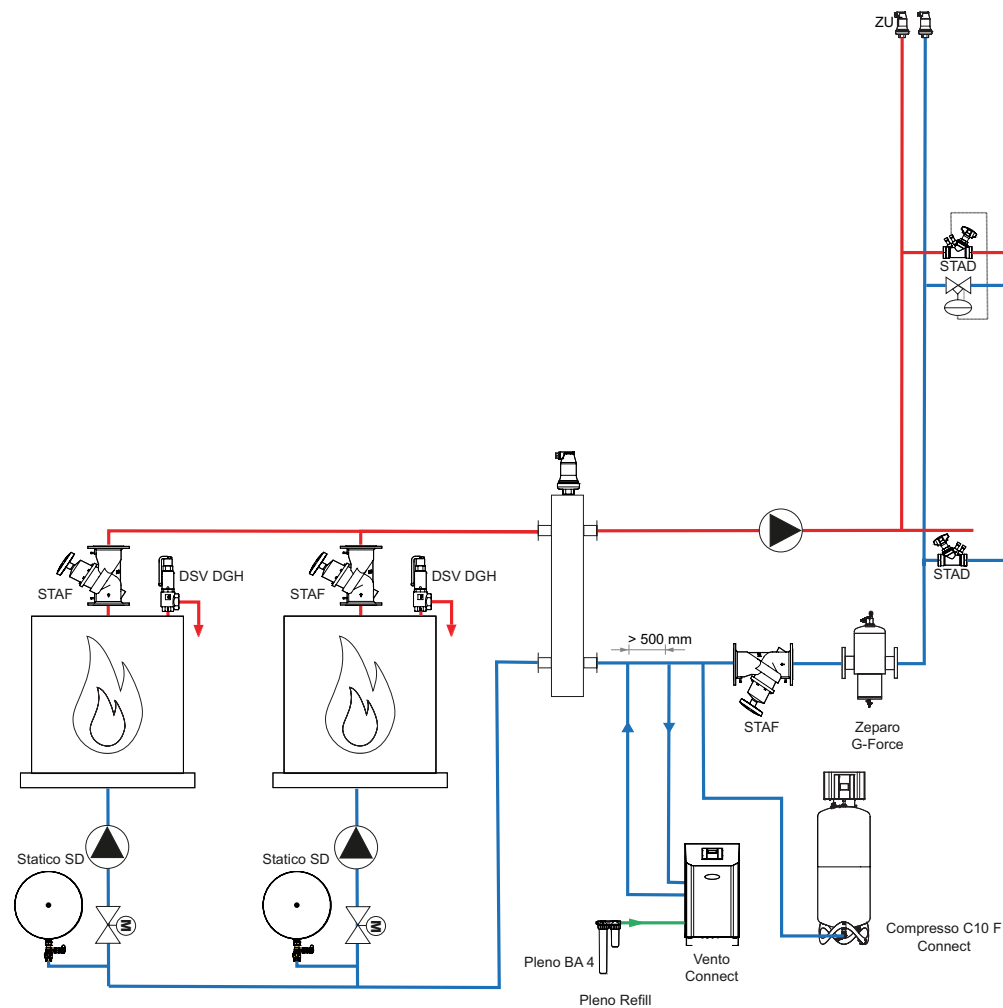 ZU
STAD
STAD
STAF
DSV DGH
STAF
DSV DGH
> 500 mm
STAF
Zeparo
G-Force
Statico SD
M
Statico SD
M
Pleno BA 4
Vento
Connect
Compresso C10 F
Connect
Pleno Refill